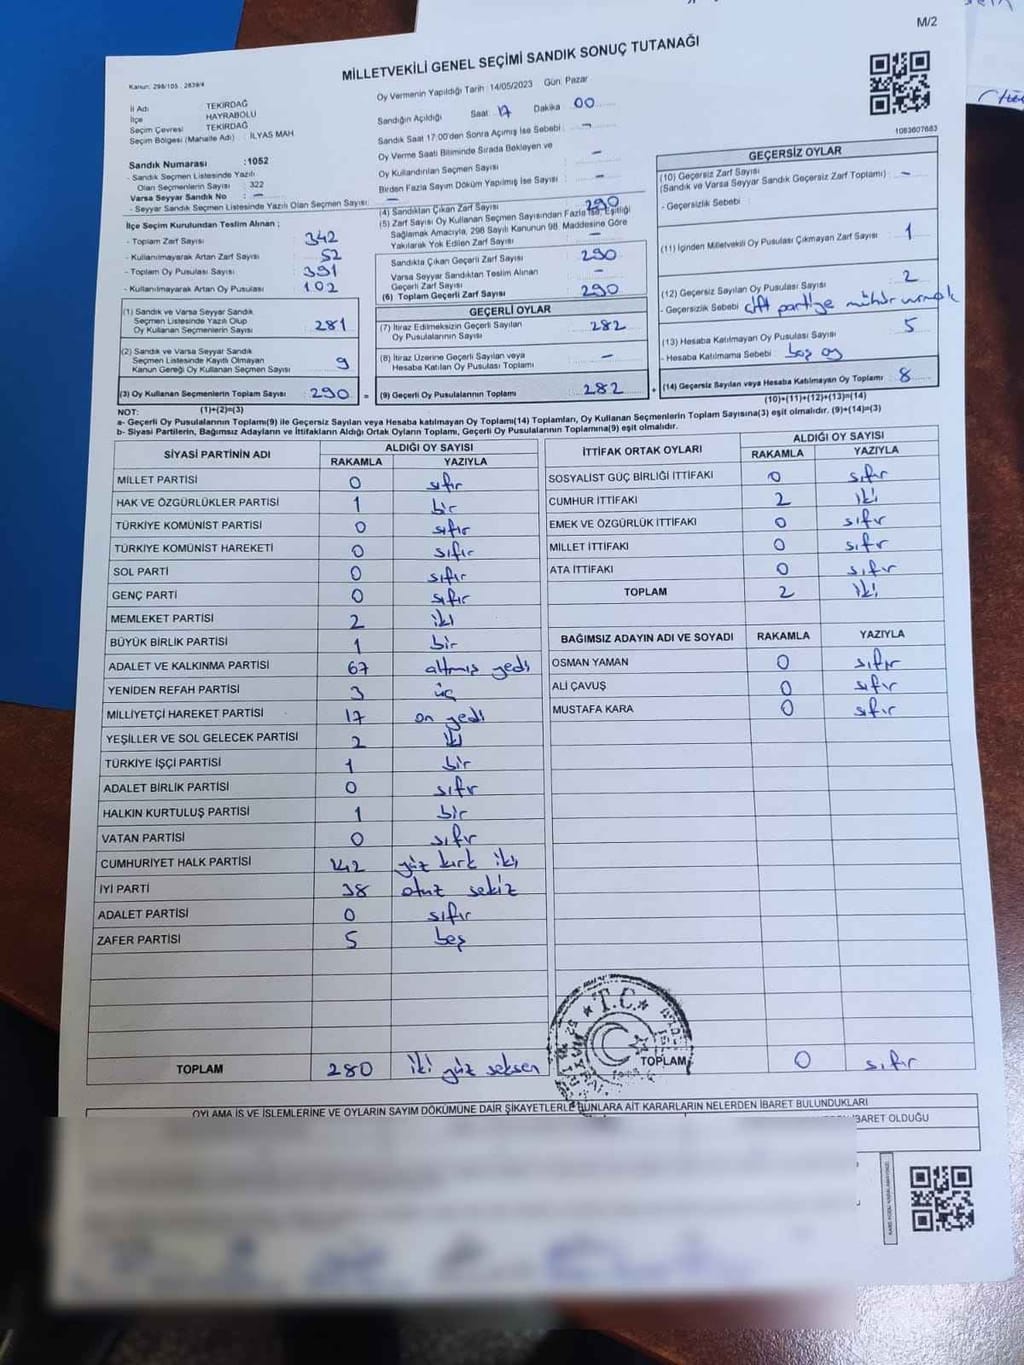 M/2
MİLLETVEKİLİ GENEL SEÇİMİ SANDIK SONUÇ TUTANAĞI
Kanun: 298/105 , 2839/4
İl Adı TEKİRDAĞ
İlçe HAYRABOLU
Seçim Çevresi TEKİRDAĞ
Seçim Bölgesi (Mahalle Adı) : İLYAS MAH
Sandık Numarası :1052
- Sandık Seçmen Listesinde Yazılı
Olan Seçmenlerin Sayısı : 322
Varsa Seyyar Sandık No : –
- Seyyar Sandık Seçmen Listesinde Yazılı Olan Seçmen Sayısı: –
Oy Vermenin Yapıldığı Tarih : 14/05/2023 Gün: Pazar
Sandığın Açıldığı Saat 17 Dakika 00
Sandık Saat 17:00'den Sonra Açımış İse Sebebi : –
Oy Verme Saati Bitiminde Sırada Bekleyen ve
Oy Kullandırılan Seçmen Sayısı : –
Birden Fazla Sayım Döküm Yapılmış İse Sayısı : –
1083607683
İlçe Seçim Kurulundan Teslim Alınan ;
- Toplam Zarf Sayısı : 342
- Kullanılmayarak Artan Zarf Sayısı : 52
- Toplam Oy Pusulası Sayısı : 391
- Kullanılmayarak Artan Oy Pusulası : 102
(1) Sandık ve Varsa Seyyar Sandık
Seçmen Listesinde Yazılı Olup
Oy Kullanan Seçmenlerin Sayısı : 281
(2) Sandık ve Varsa Seyyar Sandık
Seçmen Listesinde Kayıtlı Olmayan
Kanun Gereği Oy Kullanan Seçmen Sayısı : 9
(3) Oy Kullanan Seçmenlerin Toplam Sayısı : 290 =
(1)+(2)=(3)
(4) Sandıktan Çıkan Zarf Sayısı : 290
(5) Zarf Sayısı Oy Kullanan Seçmen Sayısından Fazla İse, Eşitliği
Sağlamak Amacıyla, 298 Sayılı Kanunun 98. Maddesine Göre
Yakılarak Yok Edilen Zarf Sayısı : –
Sandıkta Çıkan Geçerli Zarf Sayısı : 290
Varsa Seyyar Sandıktan Teslim Alınan
Geçerli Zarf Sayısı : –
(6) Toplam Geçerli Zarf Sayısı : 290
GEÇERLİ OYLAR
(7) İtiraz Edilmeksizin Geçerli Sayılan
Oy Pusulalarının Sayısı : 282
(8) İtiraz Üzerine Geçerli Sayılan veya
Hesaba Katılan Oy Pusulası Toplamı : –
(9) Geçerli Oy Pusulalarının Toplamı : 282 +
GEÇERSİZ OYLAR
(10) Geçersiz Zarf Sayısı
(Sandık ve Varsa Seyyar Sandık Geçersiz Zarf Toplamı) : –
- Geçersizlik Sebebi :
(11) İçinden Milletvekili Oy Pusulası Çıkmayan Zarf Sayısı : 1
(12) Geçersiz Sayılan Oy Pusulası Sayısı : 2
- Geçersizlik Sebebi : çift partiye mühür vurmak
(13) Hesaba Katılmayan Oy Pusulası Sayısı : 5
- Hesaba Katılmama Sebebi : boş oy
(14) Geçersiz Sayılan veya Hesaba Katılmayan Oy Toplamı : 8
(10)+(11)+(12)+(13)=(14)
NOT:
a- Geçerli Oy Pusulalarının Toplamı(9) ile Geçersiz Sayılan veya Hesaba katılmayan Oy Toplamı(14) Toplamları, Oy Kullanan Seçmenlerin Toplam Sayısına(3) eşit olmalıdır. (9)+(14)=(3)
b- Siyasi Partilerin, Bağımsız Adayların ve İttifakların Aldığı Ortak Oyların Toplamı, Geçerli Oy Pusulalarının Toplamına(9) eşit olmalıdır.
SİYASİ PARTİNİN ADI ALDIĞI OY SAYISI
RAKAMLA YAZIYLA
MİLLET PARTİSİ 0 sıfır
HAK VE ÖZGÜRLÜKLER PARTİSİ 1 bir
TÜRKİYE KOMÜNİST PARTİSİ 0 sıfır
TÜRKİYE KOMÜNİST HAREKETİ 0 sıfır
SOL PARTİ 0 sıfır
GENÇ PARTİ 0 sıfır
MEMLEKET PARTİSİ 2 iki
BÜYÜK BİRLİK PARTİSİ 1 bir
ADALET VE KALKINMA PARTİSİ 67 altmış yedi
YENİDEN REFAH PARTİSİ 3 üç
MİLLİYETÇİ HAREKET PARTİSİ 17 on yedi
YEŞİLLER VE SOL GELECEK PARTİSİ 2 iki
TÜRKİYE İŞÇİ PARTİSİ 1 bir
ADALET BİRLİK PARTİSİ 0 sıfır
HALKIN KURTULUŞ PARTİSİ 1 bir
VATAN PARTİSİ 0 sıfır
CUMHURİYET HALK PARTİSİ 142 yüz kırk iki
İYİ PARTİ 38 otuz sekiz
ADALET PARTİSİ 0 sıfır
ZAFER PARTİSİ 5 beş
TOPLAM 280 iki yüz seksen
İTTİFAK ORTAK OYLARI ALDIĞI OY SAYISI
RAKAMLA YAZIYLA
SOSYALİST GÜÇ BİRLİĞİ İTTİFAKI 0 sıfır
CUMHUR İTTİFAKI 2 iki
EMEK VE ÖZGÜRLÜK İTTİFAKI 0 sıfır
MİLLET İTTİFAKI 0 sıfır
ATA İTTİFAKI 0 sıfır
TOPLAM 2 iki
BAĞIMSIZ ADAYIN ADI VE SOYADI RAKAMLA YAZIYLA
OSMAN YAMAN 0 sıfır
ALİ ÇAVUŞ 0 sıfır
MUSTAFA KARA 0 sıfır
T.C.
TOPLAM 0 sıfır
OYLAMA İŞ VE İŞLEMLERİNE VE OYLARIN SAYIM DÖKÜMÜNE DAİR ŞİKAYETLERLE BUNLARA AİT KARARLARIN NELERDEN İBARET BULUNDUKLARI
İBARET OLDUĞU